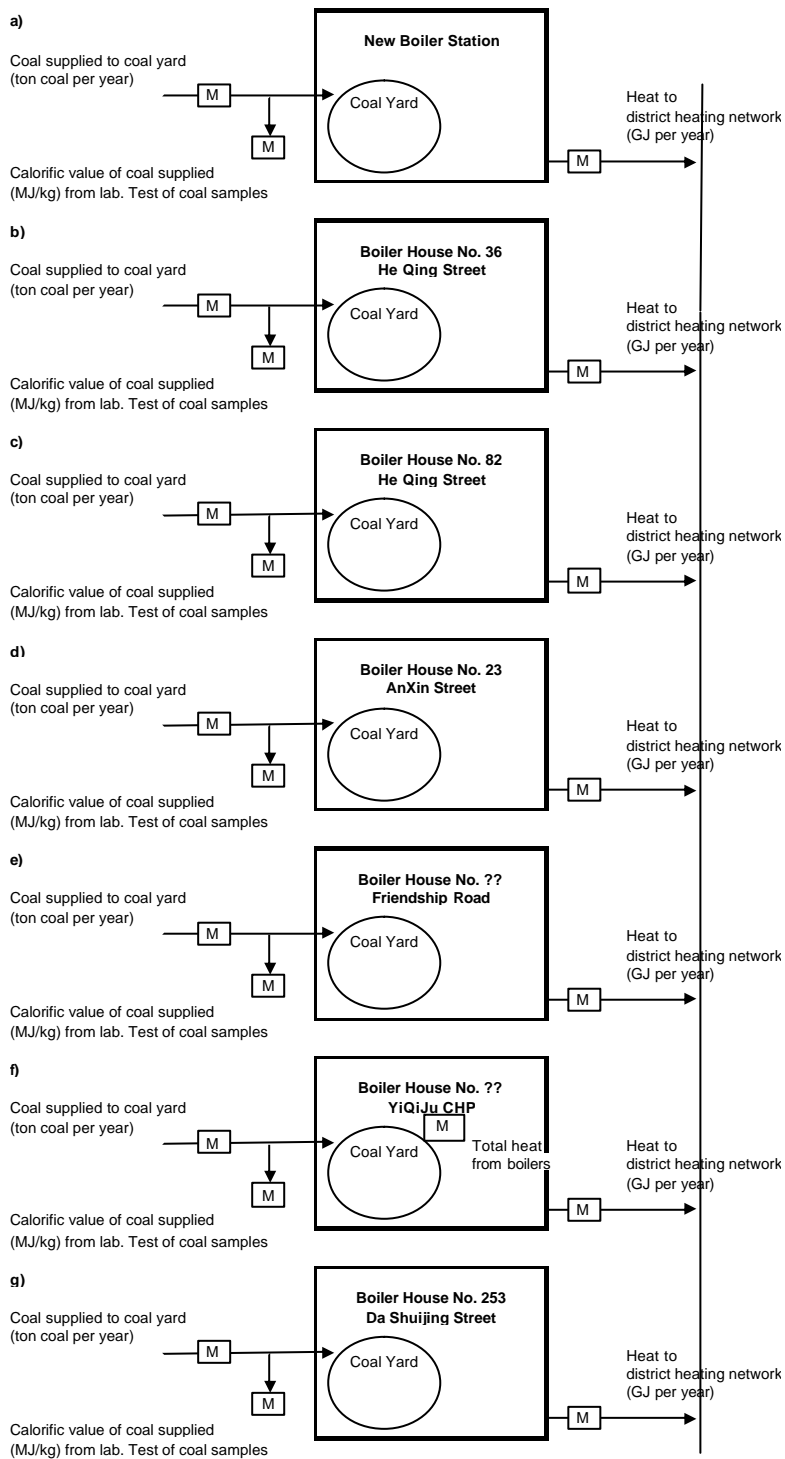 a)
New Boiler Station
Coal supplied to coal yard
(ton coal per year)
M
Coal Yard
M
Heat to
district heating network
(GJ per year)
M
Calorific value of coal supplied
(MJ/kg) from lab. Test of coal samples
b)
Boiler House No. 36
He Qing Street
Coal supplied to coal yard
(ton coal per year)
M
Coal Yard
M
Heat to
district heating network
(GJ per year)
M
Calorific value of coal supplied
(MJ/kg) from lab. Test of coal samples
c)
Boiler House No. 82
He Qing Street
Coal supplied to coal yard
(ton coal per year)
M
Coal Yard
M
Heat to
district heating network
(GJ per year)
M
Calorific value of coal supplied
(MJ/kg) from lab. Test of coal samples
d)
Boiler House No. 23
AnXin Street
Coal supplied to coal yard
(ton coal per year)
M
Coal Yard
M
Heat to
district heating network
(GJ per year)
M
Calorific value of coal supplied
(MJ/kg) from lab. Test of coal samples
e)
Boiler House No. ??
Friendship Road
Coal supplied to coal yard
(ton coal per year)
M
Coal Yard
M
Heat to
district heating network
(GJ per year)
M
Calorific value of coal supplied
(MJ/kg) from lab. Test of coal samples
f)
Boiler House No. ??
YiQiJu CHP
Coal supplied to coal yard
(ton coal per year)
M
Coal Yard
M
Total heat
from boilers
M
Heat to
district heating network
(GJ per year)
M
Calorific value of coal supplied
(MJ/kg) from lab. Test of coal samples
g)
Boiler House No. 253
Da Shuijing Street
Coal supplied to coal yard
(ton coal per year)
M
Coal Yard
M
Heat to
district heating network
(GJ per year)
M
Calorific value of coal supplied
(MJ/kg) from lab. Test of coal samples